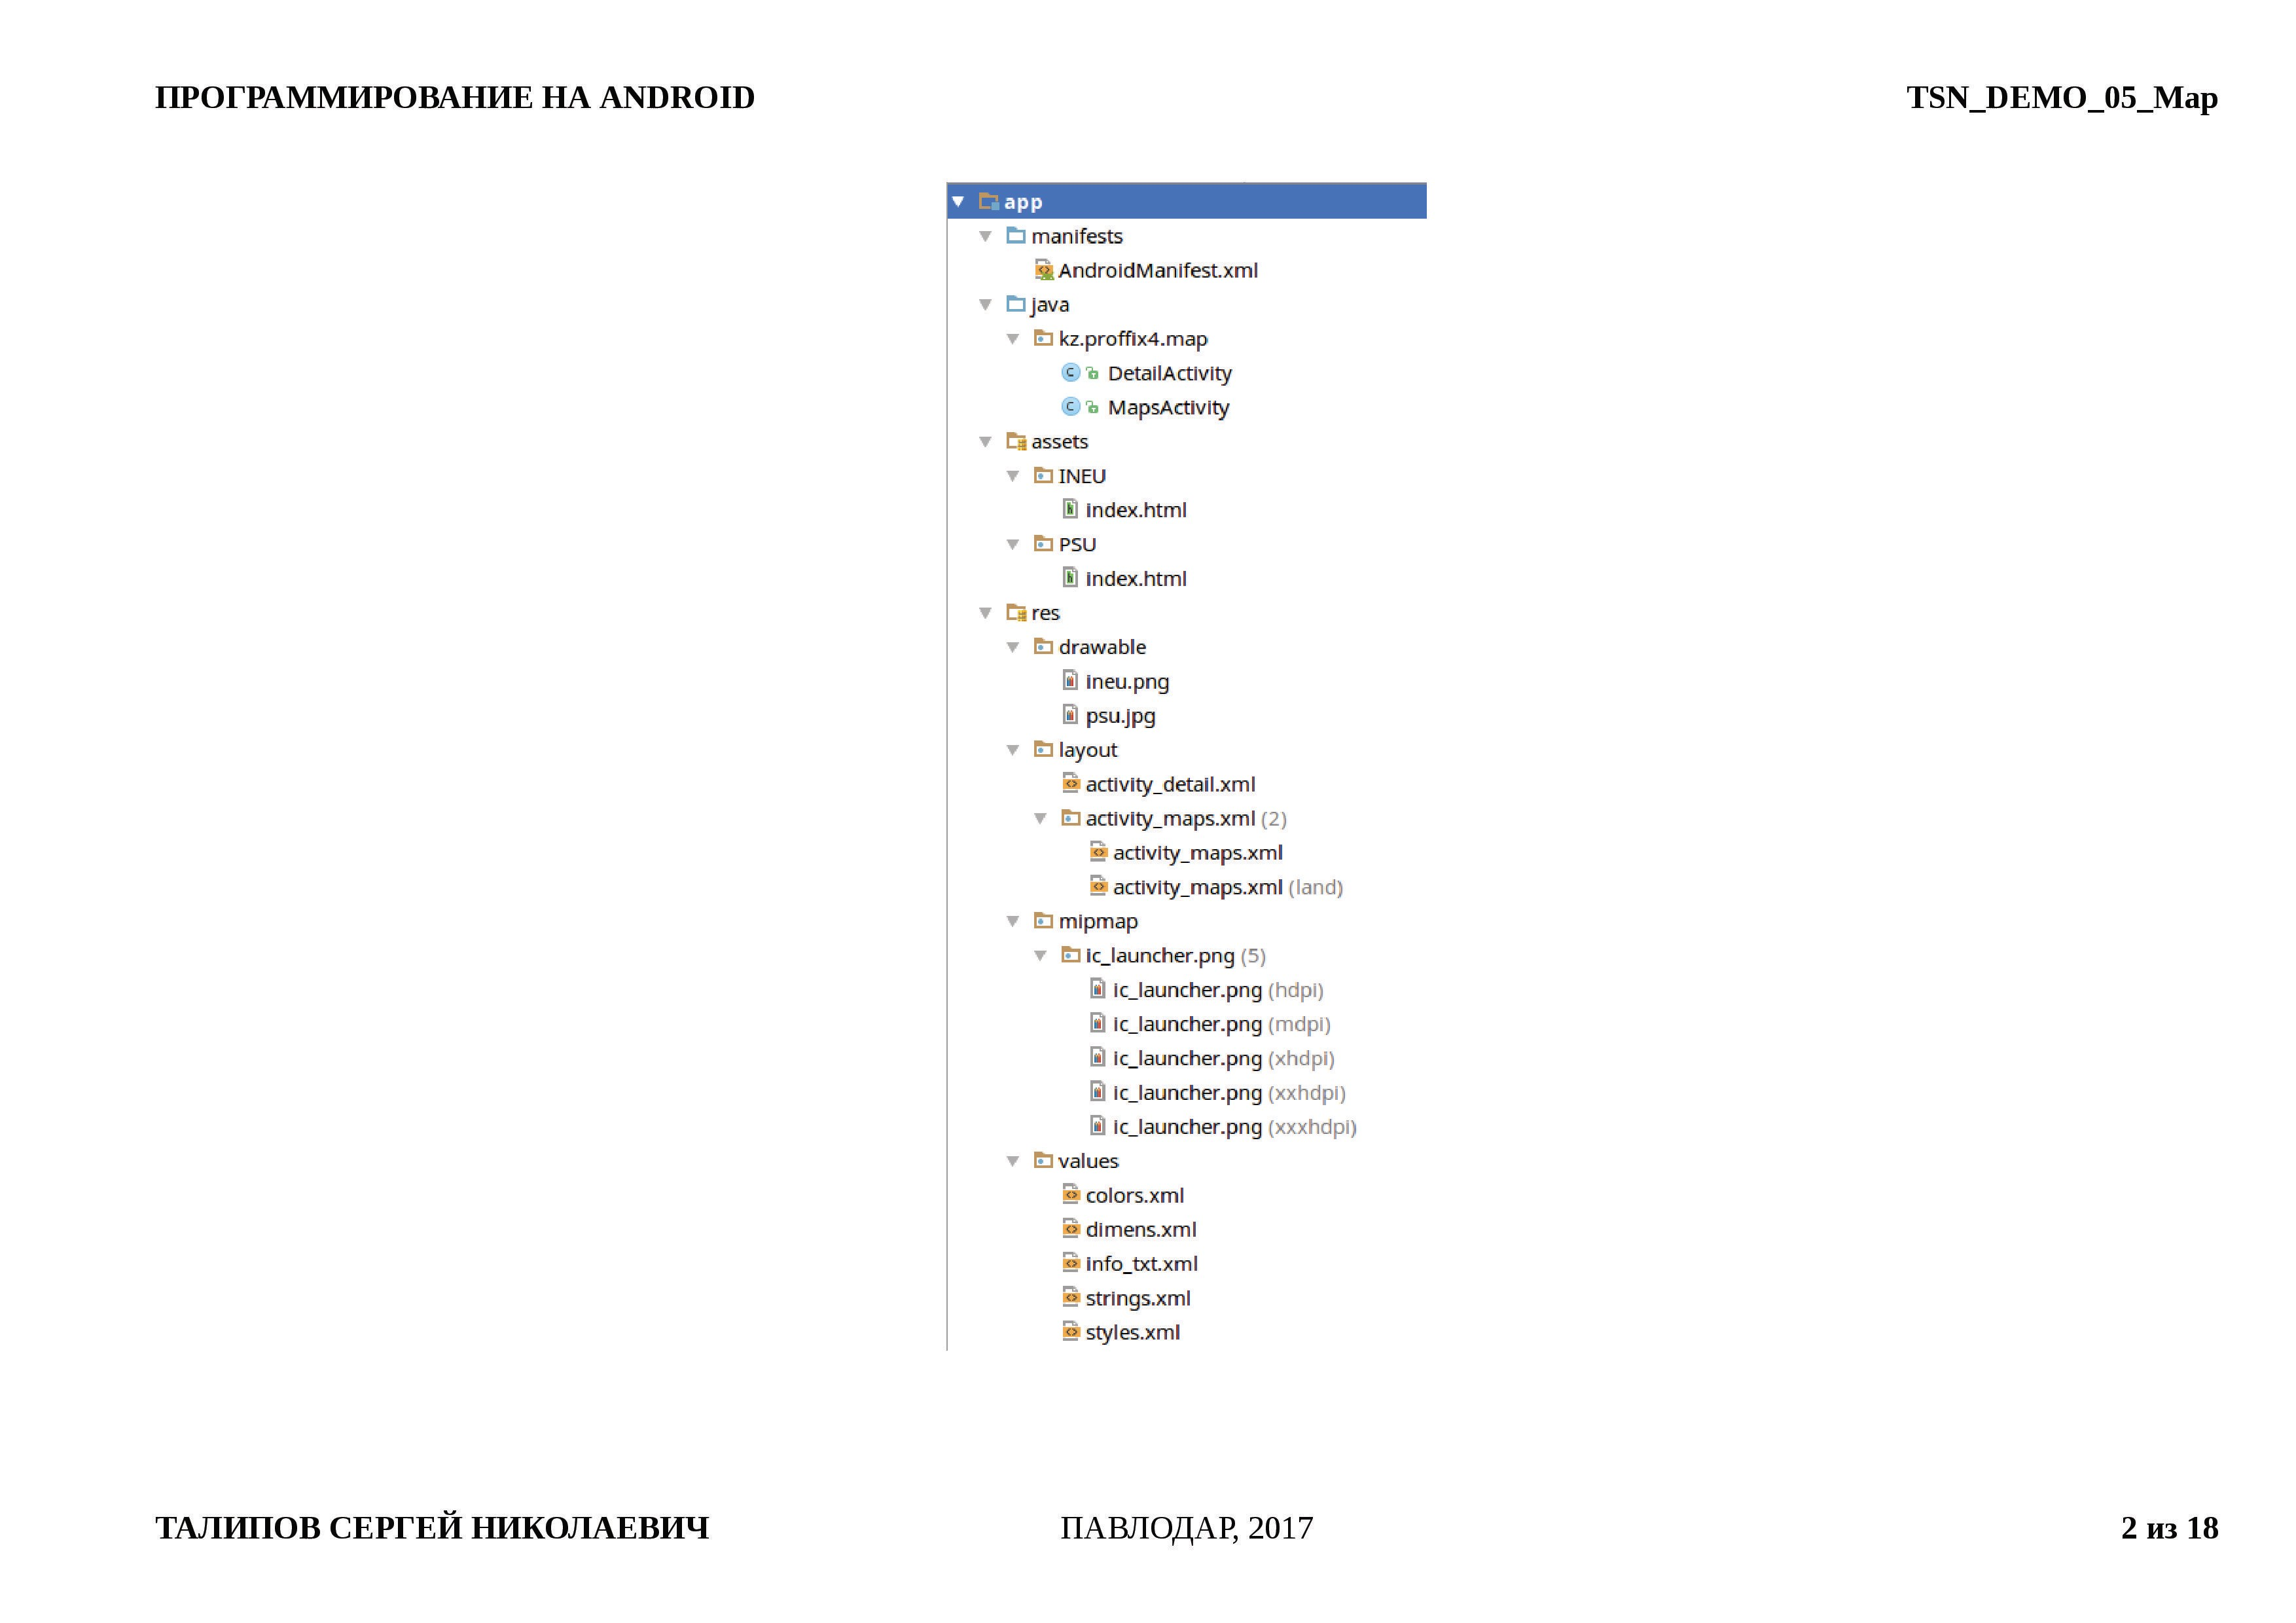 ПРОГРАММИРОВАНИЕ НА ANDROID
TSN_DEMO_05_Map
app
manifests
AndroidManifest.xml
java
kz.proffix4.map
DetailActivity
MapsActivity
assets
INEU
index.html
PSU
index.html
res
drawable
ineu.png
psu.jpg
layout
activity_detail.xml
activity_maps.xml (2)
activity_maps.xml
activity_maps.xml (land)
mipmap
ic_launcher.png (5)
ic_launcher.png (hdpi)
ic_launcher.png (mdpi)
ic_launcher.png (xhdpi)
ic_launcher.png (xxhdpi)
ic_launcher.png (xxxhdpi)
values
colors.xml
dimens.xml
info_txt.xml
strings.xml
styles.xml
ТАЛИПОВ СЕРГЕЙ НИКОЛАЕВИЧ
ПАВЛОДАР, 2017
2 из 18